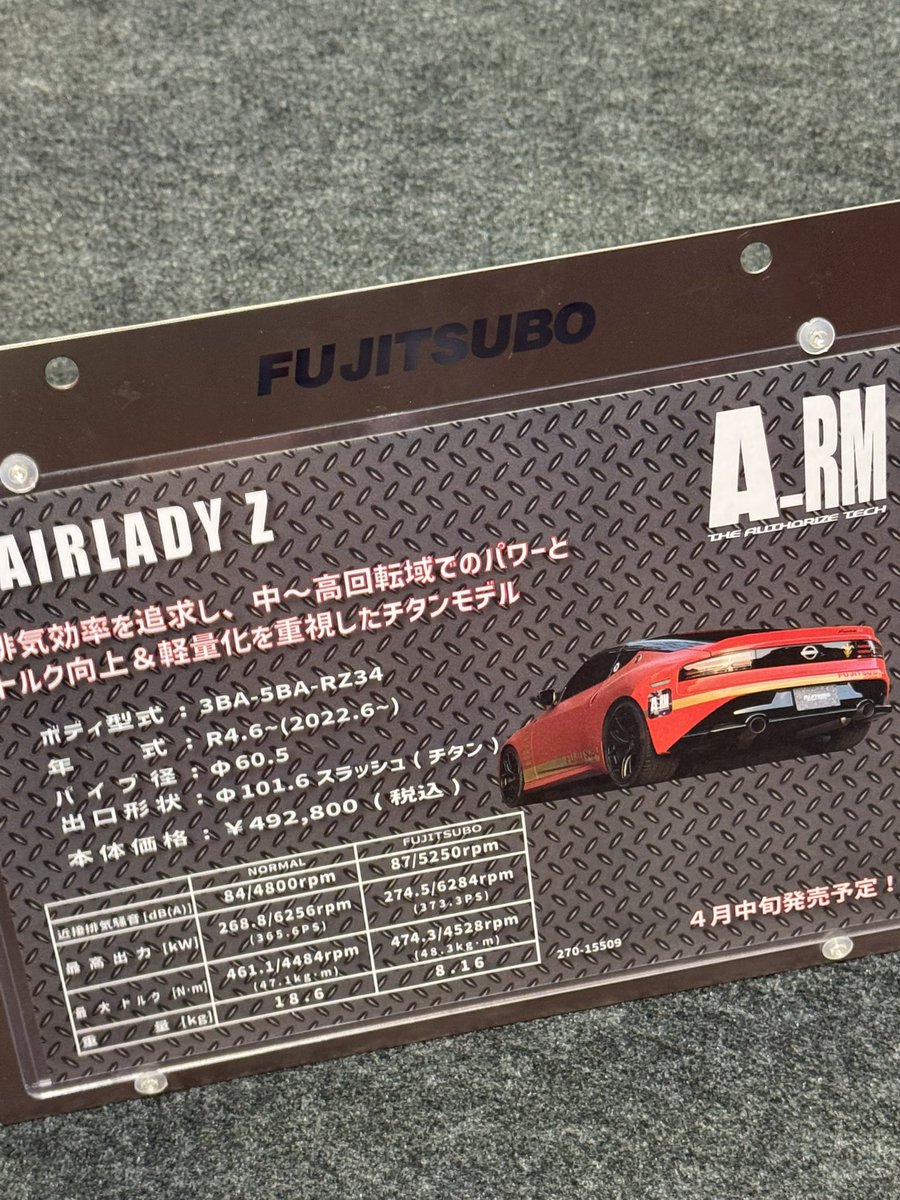 FUJITSUBO
A-RM
THE AUTHORIZE TECH
AIRLADY Z
排気効率を追求し、中～高回転域でのパワーと
トルク向上＆軽量化を重視したチタンモデル
ボディ型式：3BA-5BA-RZ34
年式：R4.6~(2022.6~)
パイプ径：Φ60.5
出口形状：Φ101.6 スラッシュ(チタン)
本体価格：¥492,800(税込)
NORMAL FUJITSUBO
近接排気騒音[dB(A)] 84/4800rpm 87/5250rpm
最高出力[kW] 268.8/6256rpm (365.6PS) 274.5/6284rpm (373.3PS)
最大トルク[N·m] 461.1/4484rpm (47.1kg·m) 474.3/4528rpm (48.3kg·m)
重量[kg] 18.6 8.16
270-15509
4月中旬発売予定！
A-RM